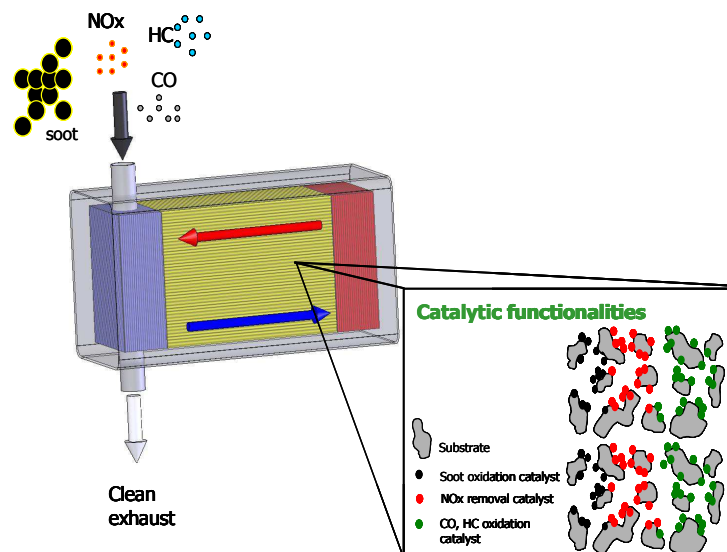 NOx
HC
CO
soot
Catalytic functionalities
Substrate
Soot oxidation catalyst
NOx removal catalyst
CO, HC oxidation
catalyst
Clean
exhaust